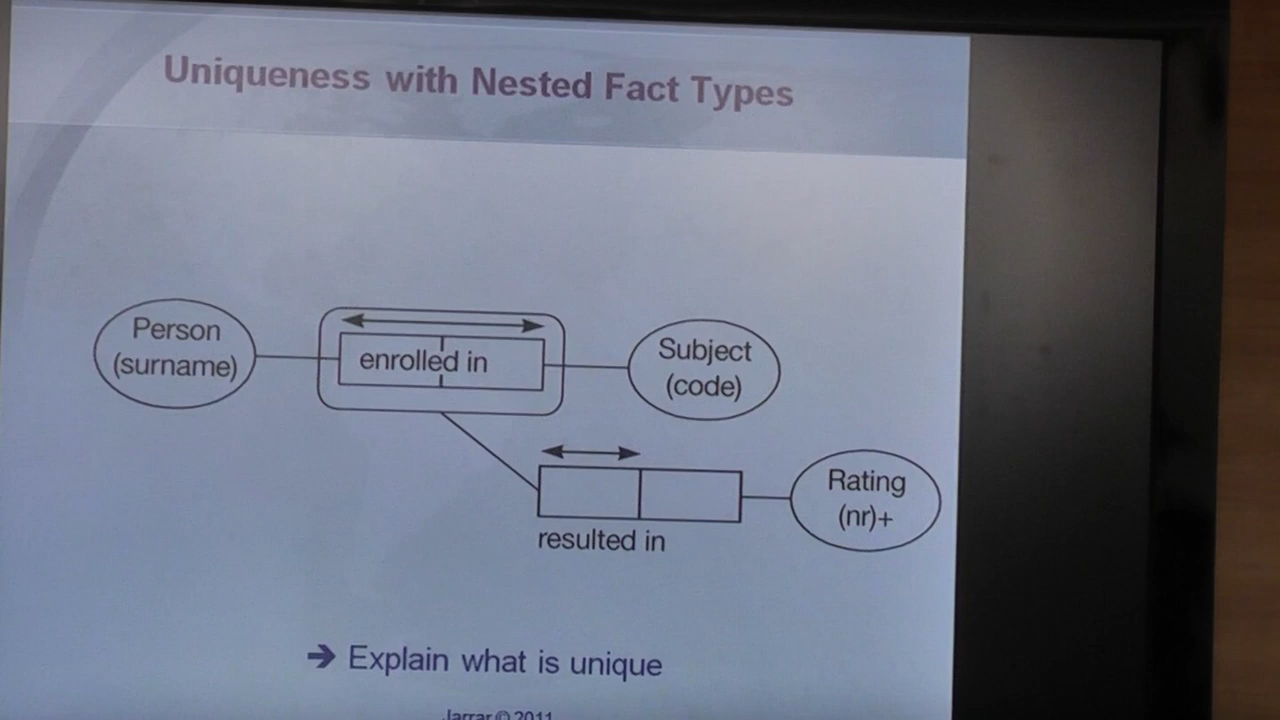 Uniqueness with Nested Fact Types
Person
(surname)
enrolled in
Subject
(code)
Rating
(nr)+
resulted in
➔ Explain what is unique
Jarrar © 2011